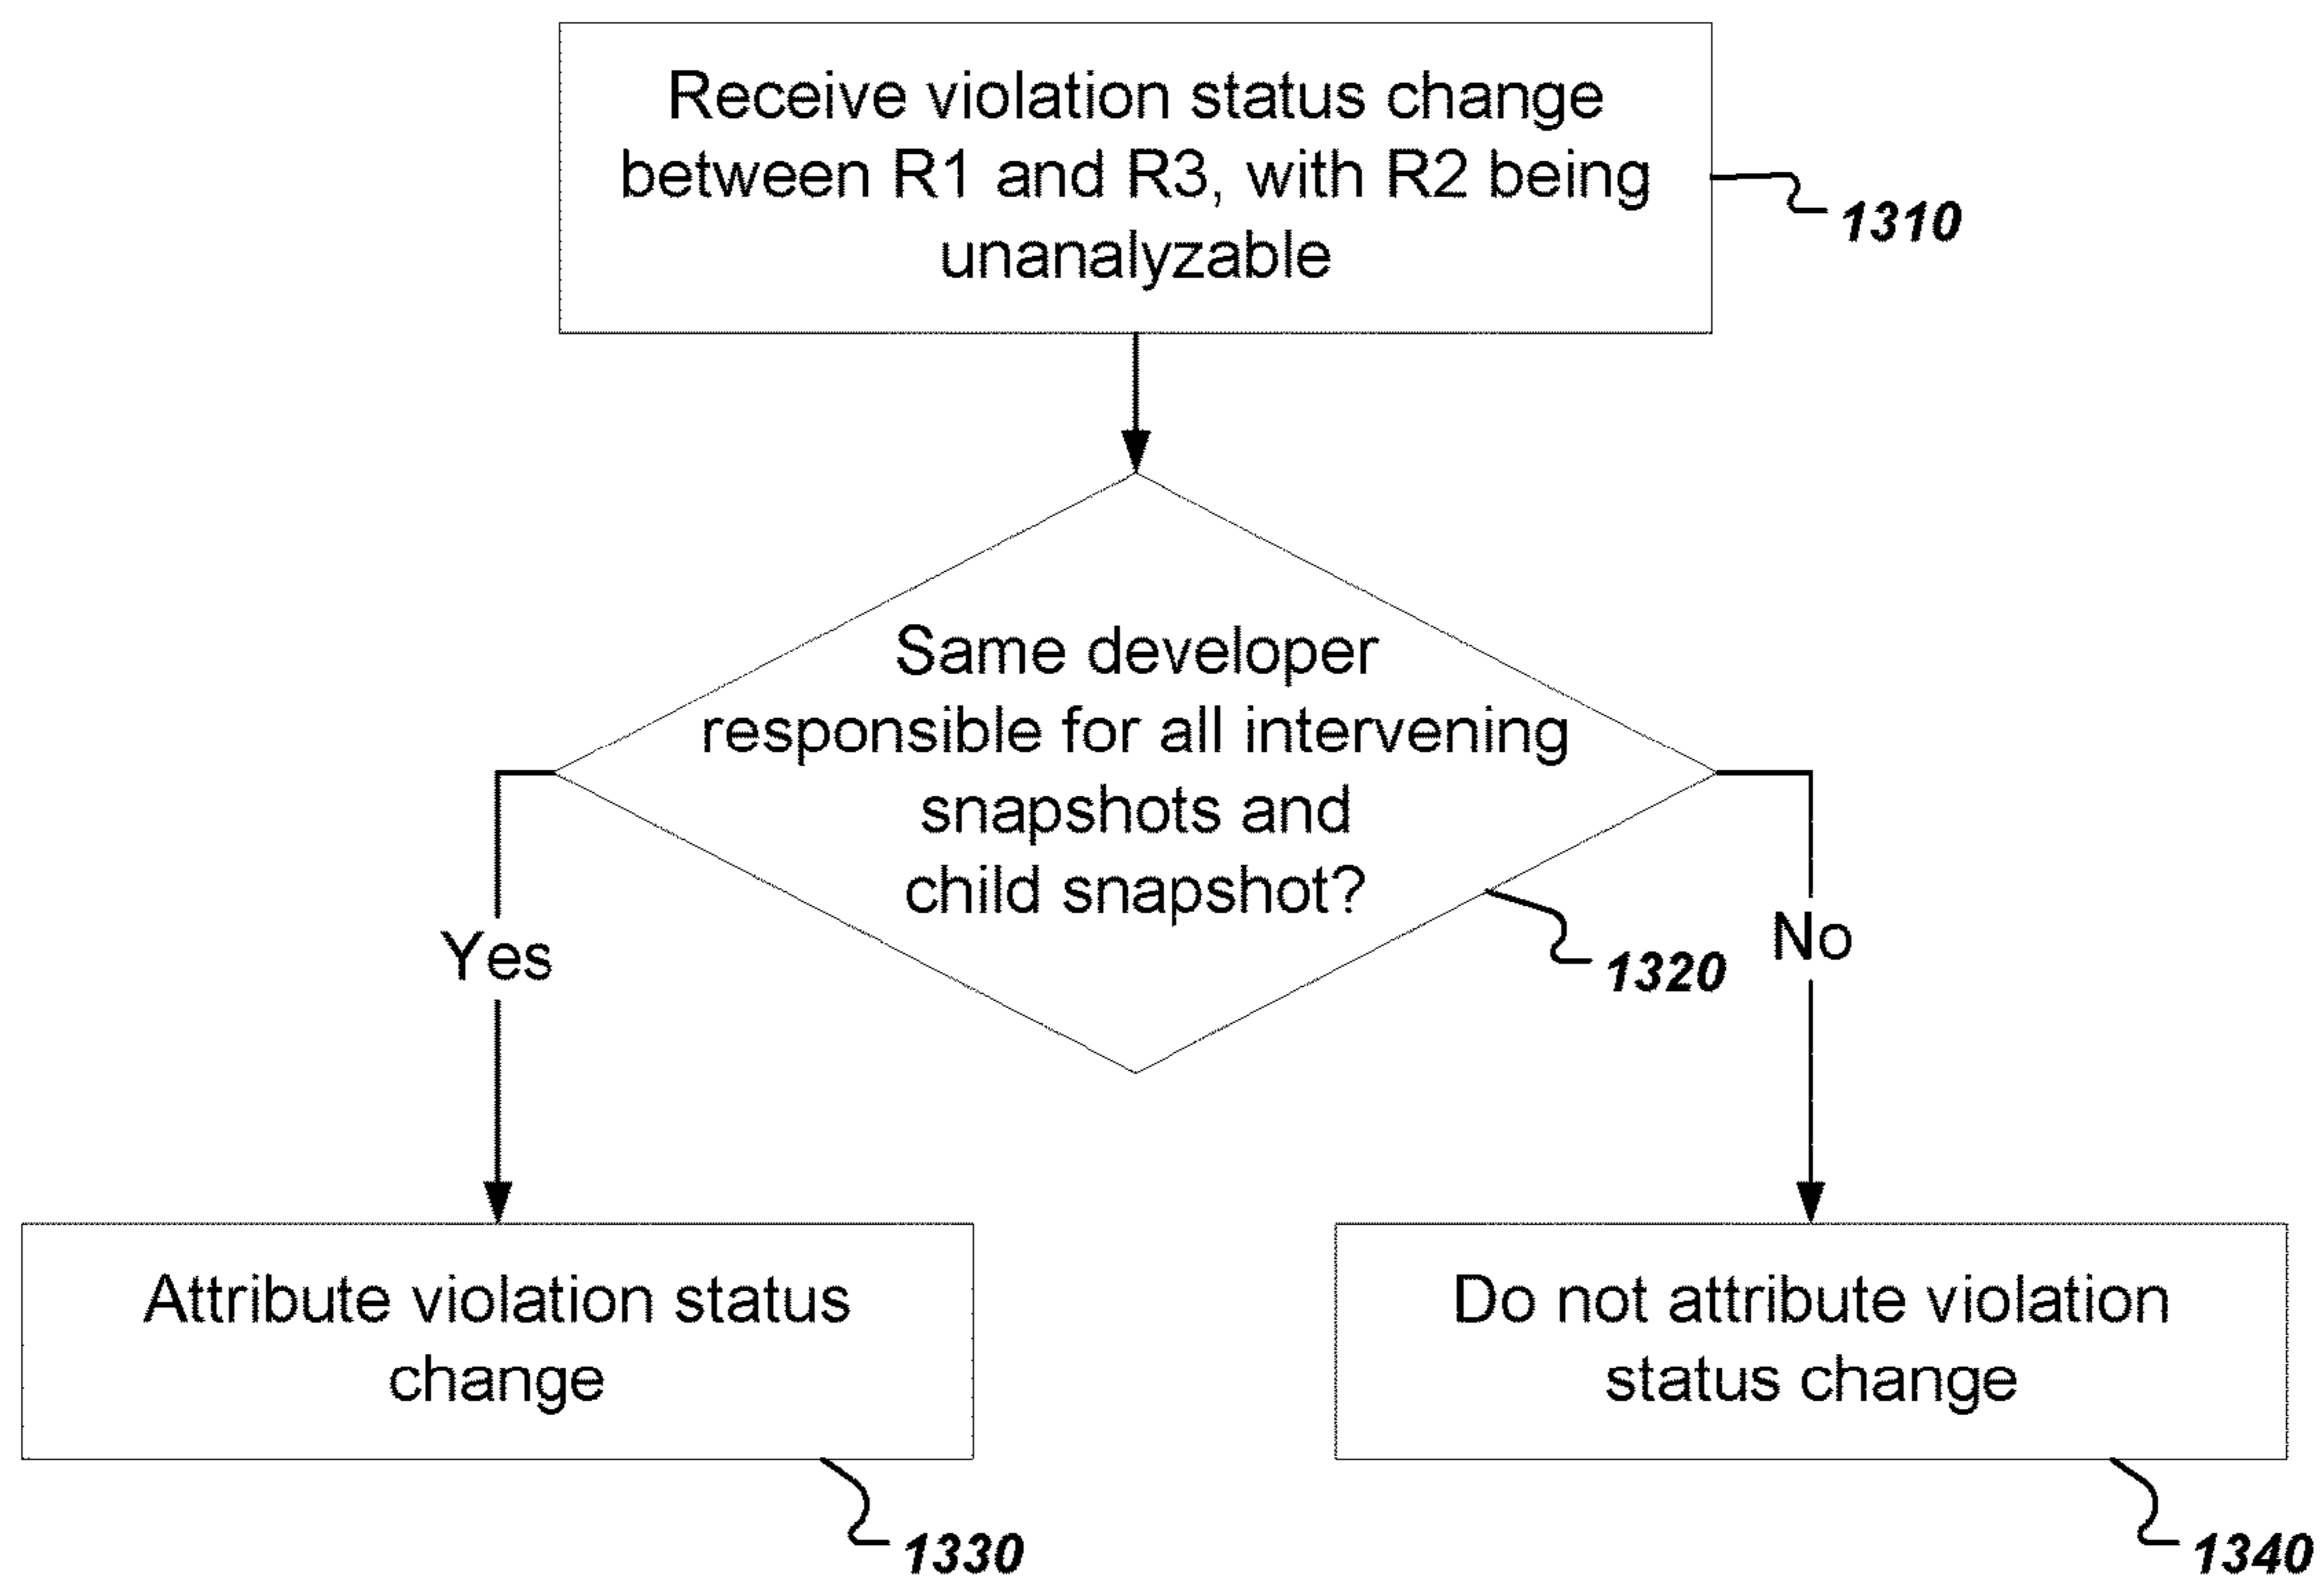 Receive violation status change
between R1 and R3, with R2 being
unanalyzable
1310
Same developer
responsible for all intervening
snapshots and
child snapshot?
1320
Yes
No
Attribute violation status
change
1330
Do not attribute violation
status change
1340